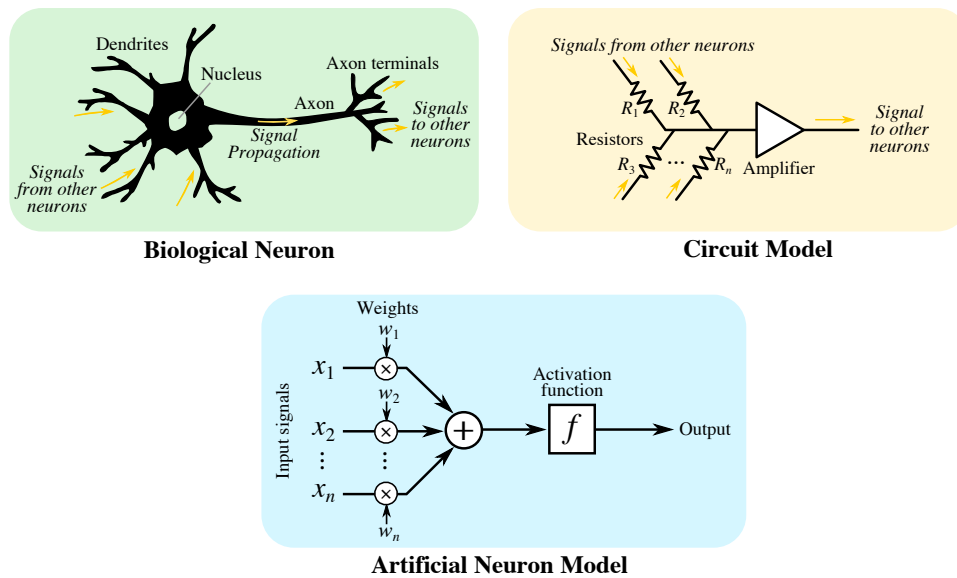 Dendrites
Nucleus
Axon terminals
Axon
Signal
Propagation
Signals
to other
neurons
Signals
from other
neurons
Biological Neuron
Signals from other neurons
R1
R2
Resistors
R3
...
Rn
Amplifier
Signal
to other
neurons
Circuit Model
Weights
w1
x1
×
w2
x2
×
⋮
⋮
xn
×
wn
Input signals
+
Activation
function
f
Output
Artificial Neuron Model